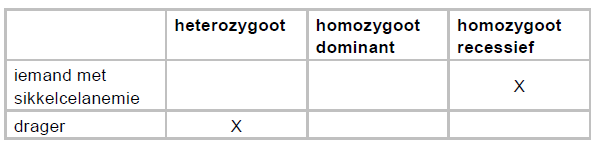 heterozygoot homozygoot homozygoot
dominant recessief
iemand met
sikkelcelanemie X
drager X